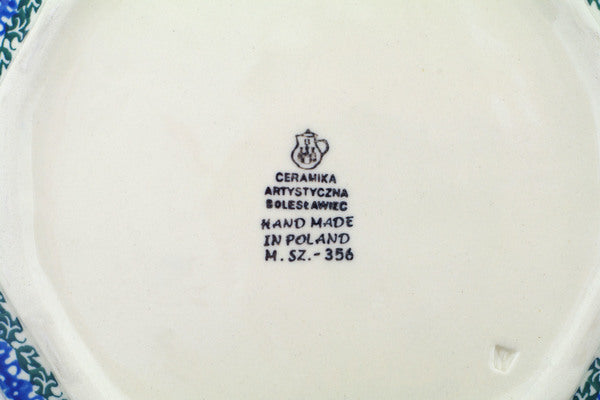 CERAMIKA
ARTYSTYCZNA
BOLESŁAWIEC
HAND MADE
IN POLAND
M. SZ.-356